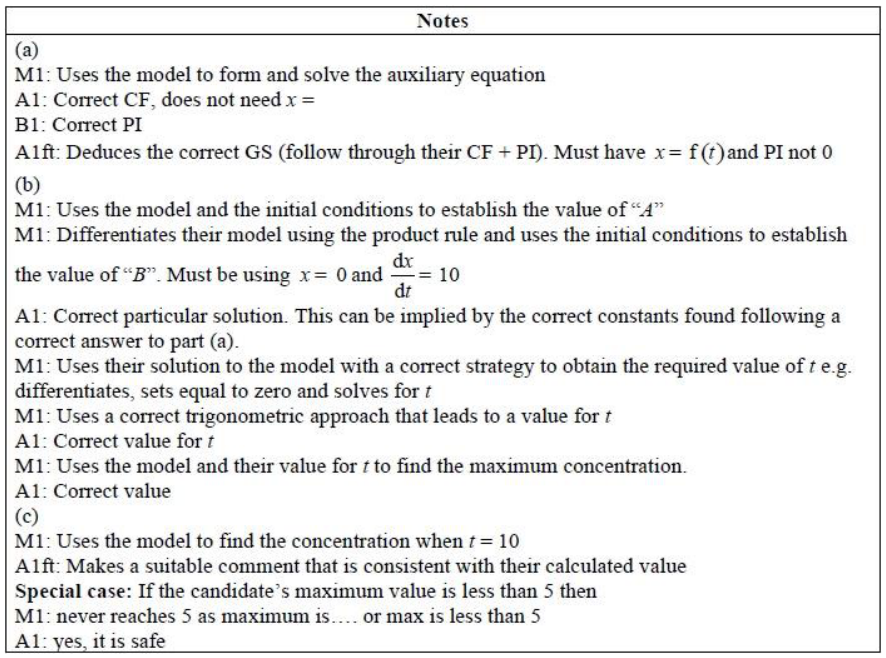 Notes
(a)
M1: Uses the model to form and solve the auxiliary equation
A1: Correct CF, does not need x =
B1: Correct PI
A1ft: Deduces the correct GS (follow through their CF + PI). Must have x = f(t) and PI not 0
(b)
M1: Uses the model and the initial conditions to establish the value of “A”
M1: Differentiates their model using the product rule and uses the initial conditions to establish
the value of “B”. Must be using x = 0 and dx/dt = 10
A1: Correct particular solution. This can be implied by the correct constants found following a
correct answer to part (a).
M1: Uses their solution to the model with a correct strategy to obtain the required value of t e.g.
differentiates, sets equal to zero and solves for t
M1: Uses a correct trigonometric approach that leads to a value for t
A1: Correct value for t
M1: Uses the model and their value for t to find the maximum concentration.
A1: Correct value
(c)
M1: Uses the model to find the concentration when t = 10
A1ft: Makes a suitable comment that is consistent with their calculated value
Special case: If the candidate’s maximum value is less than 5 then
M1: never reaches 5 as maximum is…. or max is less than 5
A1: yes, it is safe